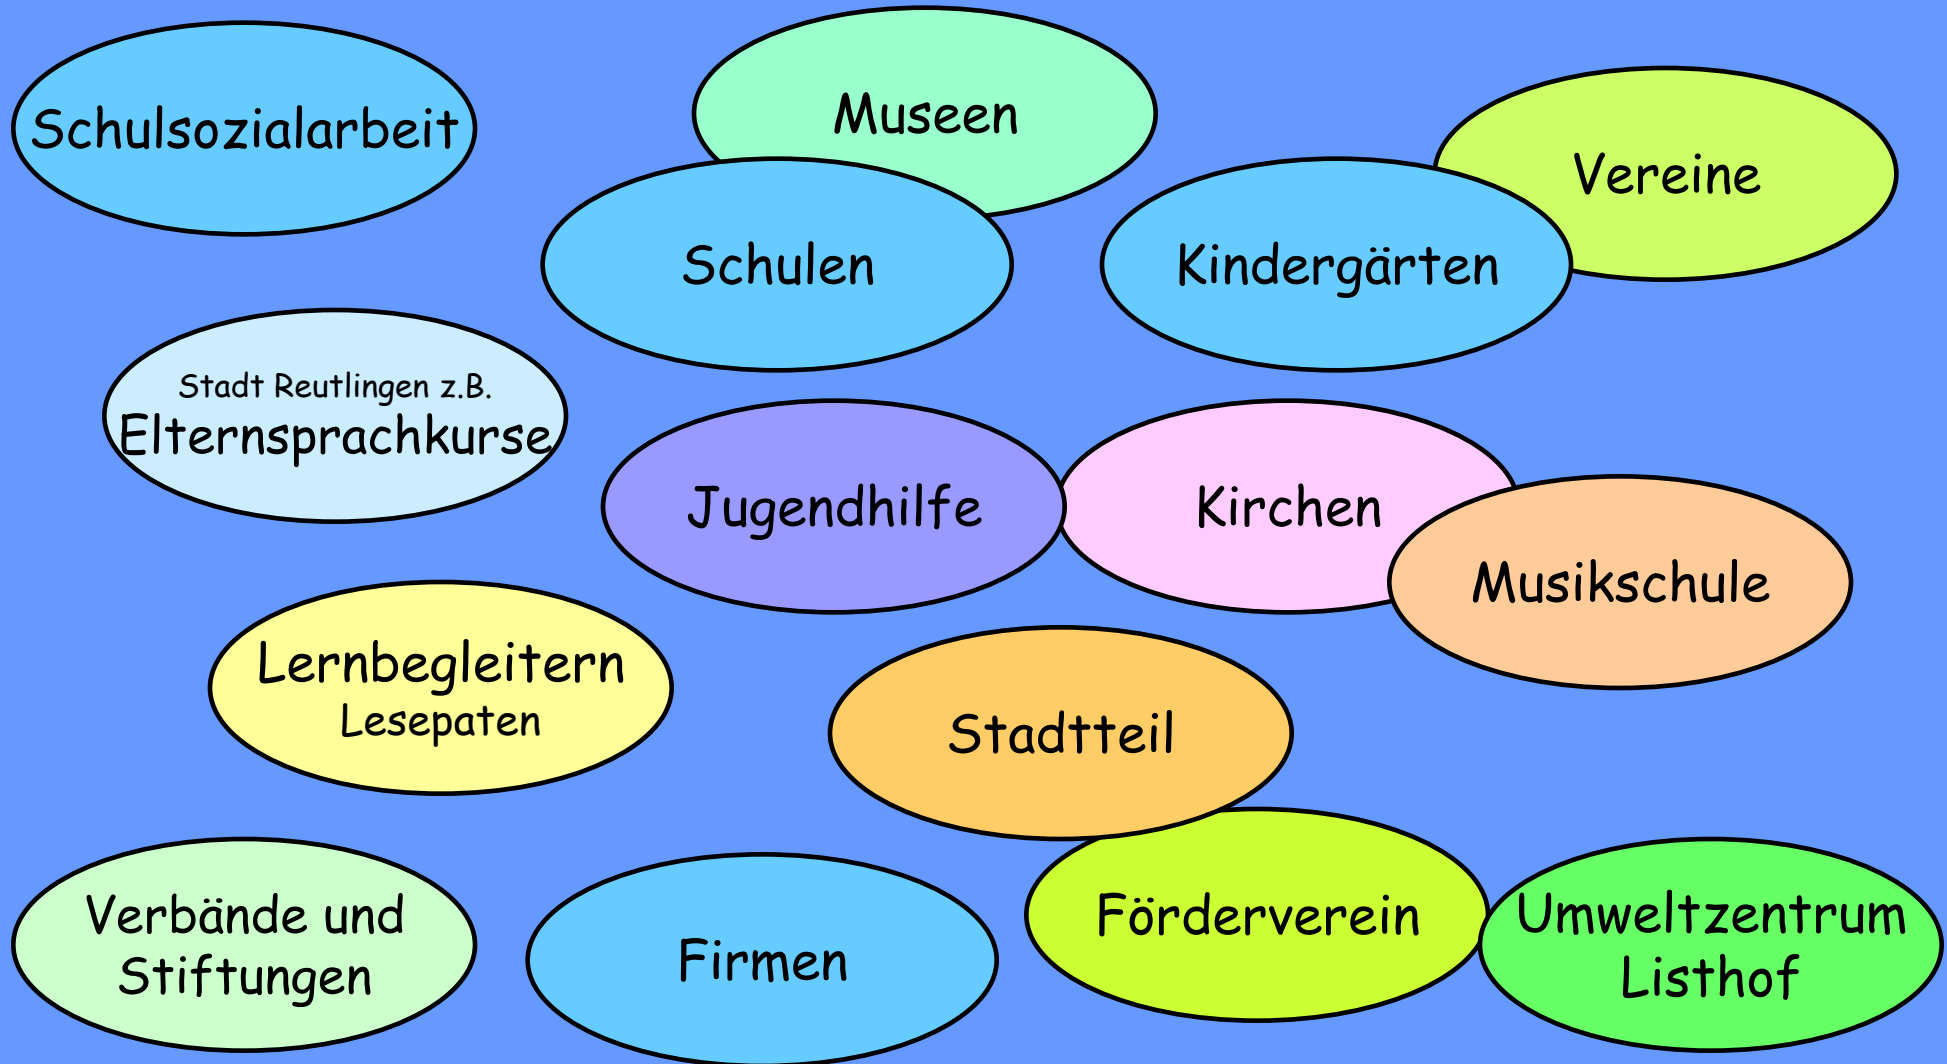 Schulsozialarbeit
Museen
Vereine
Schulen
Kindergärten
Stadt Reutlingen z.B.
Elternsprachkurse
Jugendhilfe
Kirchen
Musikschule
Lernbegleitern
Lesepaten
Stadtteil
Verbände und
Stiftungen
Firmen
Förderverein
Umweltzentrum
Listhof